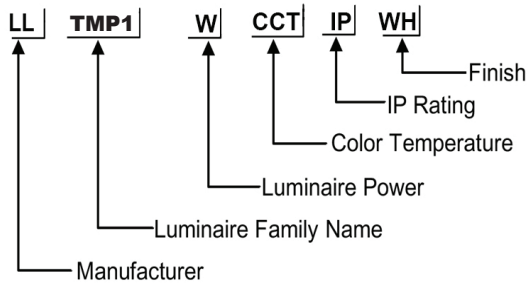 LL TMP1 W CCT IP WH
Finish
IP Rating
Color Temperature
Luminaire Power
Luminaire Family Name
Manufacturer